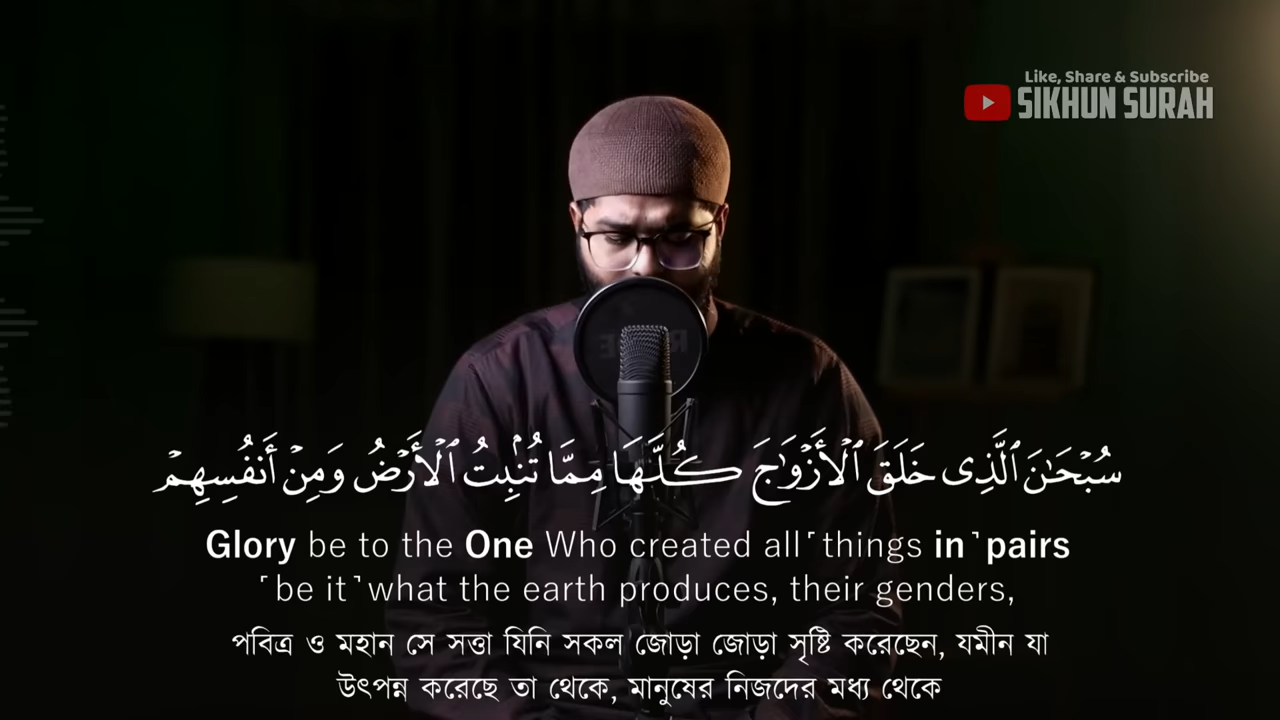 Like, Share & Subscribe
SIKHUN SURAH
سُبْحَٰنَ ٱلَّذِى خَلَقَ ٱلْأَزْوَٰجَ كُلَّهَا مِمَّا تُنۢبِتُ ٱلْأَرْضُ وَمِنْ أَنفُسِهِمْ
Glory be to the One Who created all ˹things in˺ pairs
˹be it˺ what the earth produces, their genders,
পবিত্র ও মহান সে সত্তা যিনি সকল জোড়া জোড়া সৃষ্টি করেছেন, যমীন যা
উৎপন্ন করেছে তা থেকে, মানুষের নিজদের মধ্য থেকে